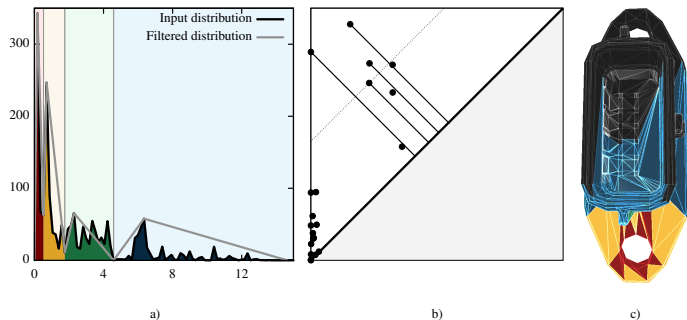 Input distribution
Filtered distribution
300
200
100
0
0 4 8 12
a) b) c)